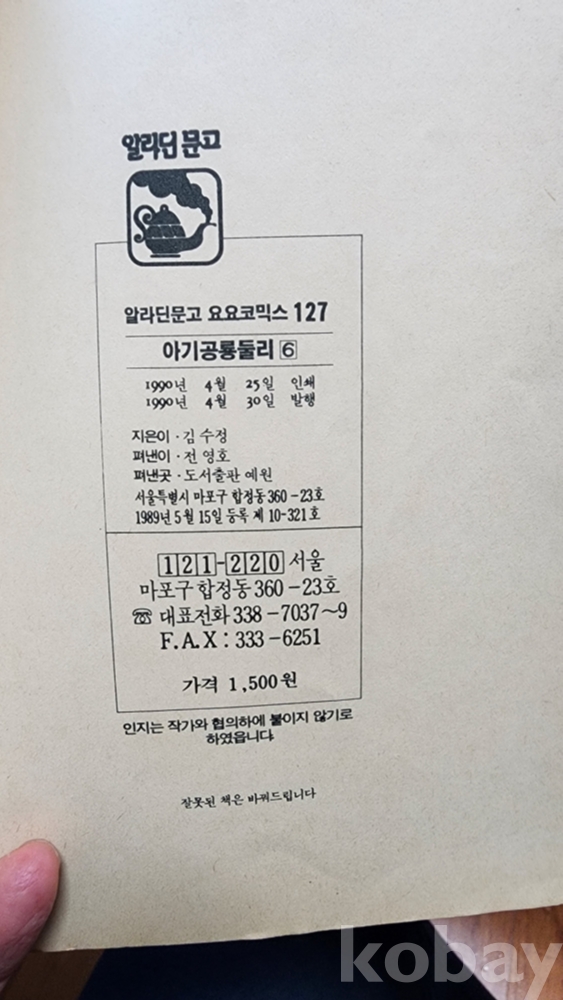 알라딘 문고
알라딘문고 요요코믹스 127
아기공룡둘리 6
1990년 4월 25일 인쇄
1990년 4월 30일 발행
지은이·김 수정
펴낸이·전 영호
펴낸곳·도서출판 예원
서울특별시 마포구 합정동 360-23호
1989년 5월 15일 등록 제 10-321호
121-220 서울
마포구 합정동 360-23호
☎ 대표전화 338-7037~9
F.A.X : 333-6251
가격 1,500원
인지는 작가와 협의하에 붙이지 않기로
하였읍니다.
잘못된 책은 바꿔드립니다
kobay